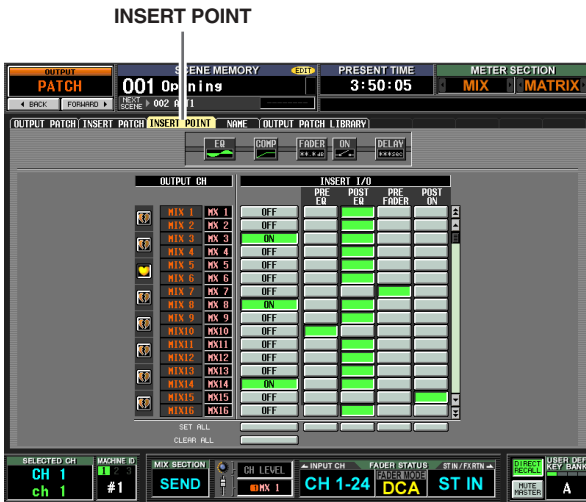 INSERT POINT
OUTPUT
PATCH
BACK
FORWARD
SCENE MEMORY
EDIT
001 Opening
NEXT SCENE
002
PRESENT TIME
3:50:05
METER SECTION
MIX
MATRIX
OUTPUT PATCH
INSERT PATCH
INSERT POINT
NAME
OUTPUT PATCH LIBRARY
EQ
COMP
FADER
ON
DELAY
OUTPUT CH
INSERT I/O
PRE EQ
POST EQ
PRE FADER
POST ON
MIX 1 MX 1 OFF
MIX 2 MX 2 OFF
MIX 3 MX 3 ON
MIX 4 MX 4 OFF
MIX 5 MX 5 OFF
MIX 6 MX 6 OFF
MIX 7 MX 7 OFF
MIX 8 MX 8 ON
MIX 9 MX 9 OFF
MIX10 MX10 OFF
MIX11 MX11 OFF
MIX12 MX12 OFF
MIX13 MX13 OFF
MIX14 MX14 ON
MIX15 MX15 OFF
MIX16 MX16 OFF
SET ALL
CLEAR ALL
SELECTED CH
CH 1
ch 1
MACHINE ID
1 2 3
#1
MIX SECTION
SEND
CH LEVEL
MX 1
INPUT CH
CH 1-24
FADER STATUS
FADER MODE
DCA
ST IN/FXRTN
ST IN
DIRECT RECALL
MUTE MASTER
USER DEF
KEY BANK
A